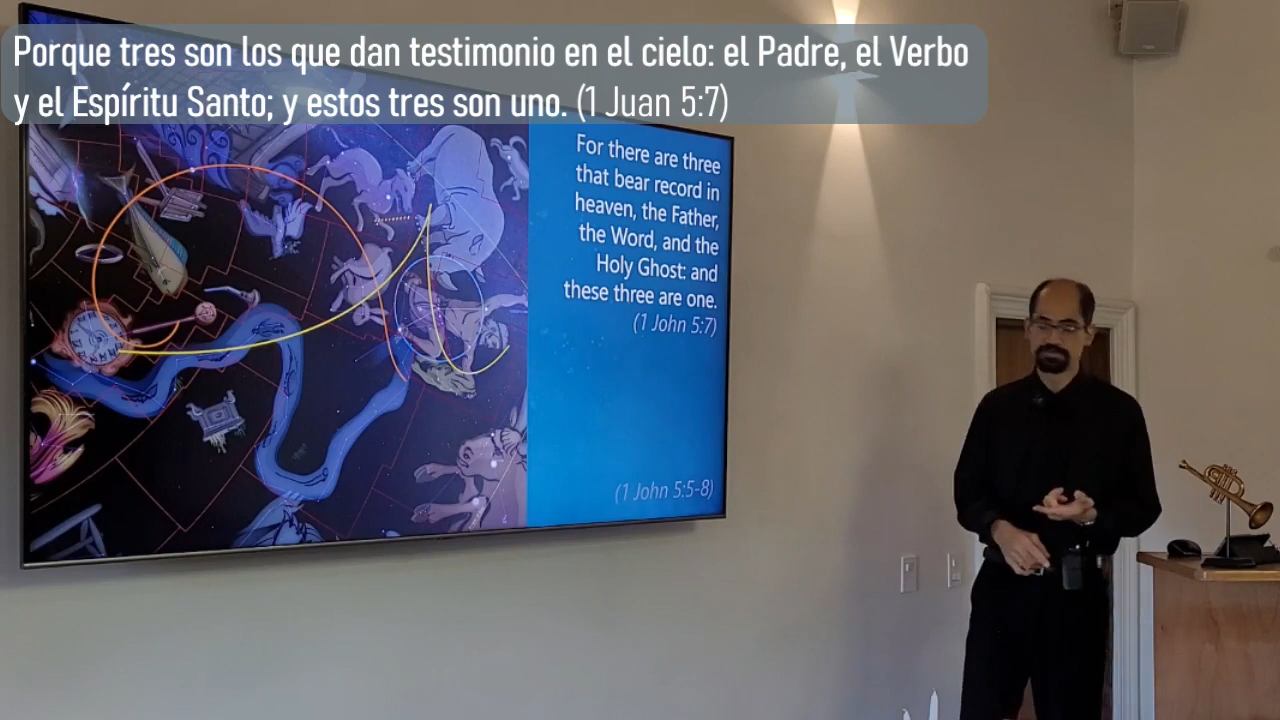 Porque tres son los que dan testimonio en el cielo: el Padre, el Verbo
y el Espíritu Santo; y estos tres son uno. (1 Juan 5:7)
For there are three
that bear record in
heaven, the Father,
the Word, and the
Holy Ghost: and
these three are one.
(1 John 5:7)
(1 John 5:5-8)